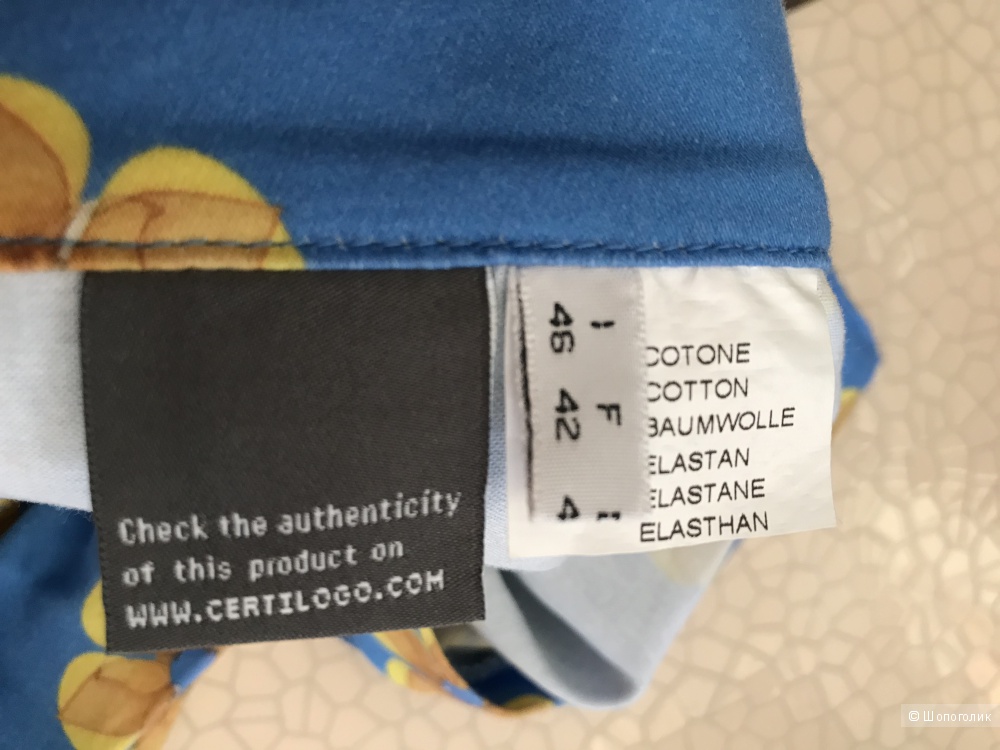 Check the authenticity
of this product on
WWW.CERTILOGO.COM
I F
46 42 4
COTONE
COTTON
BAUMWOLLE
ELASTAN
ELASTANE
ELASTHAN
© Шопоголик